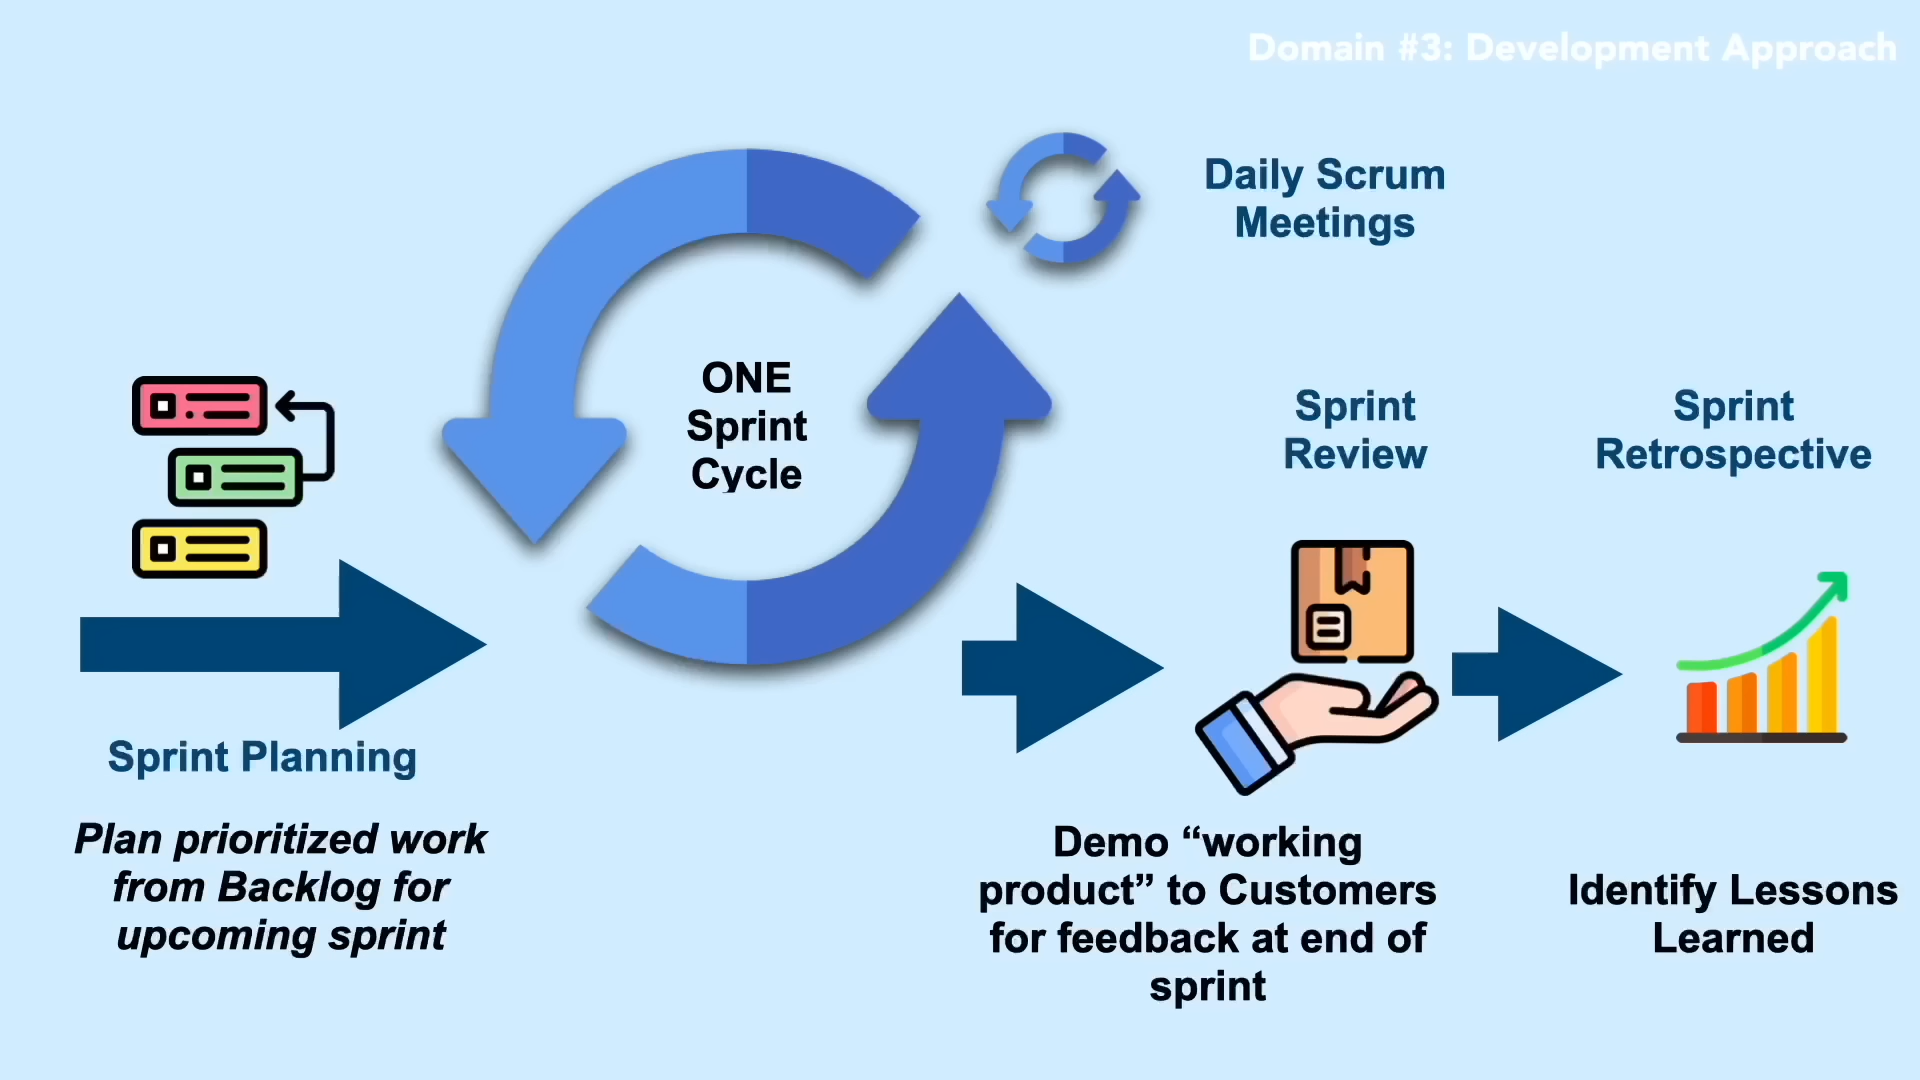 Domain #3: Development Approach
Daily Scrum
Meetings
ONE
Sprint
Cycle
Sprint
Review
Sprint
Retrospective
Sprint Planning
Plan prioritized work
from Backlog for
upcoming sprint
Demo “working
product” to Customers
for feedback at end of
sprint
Identify Lessons
Learned